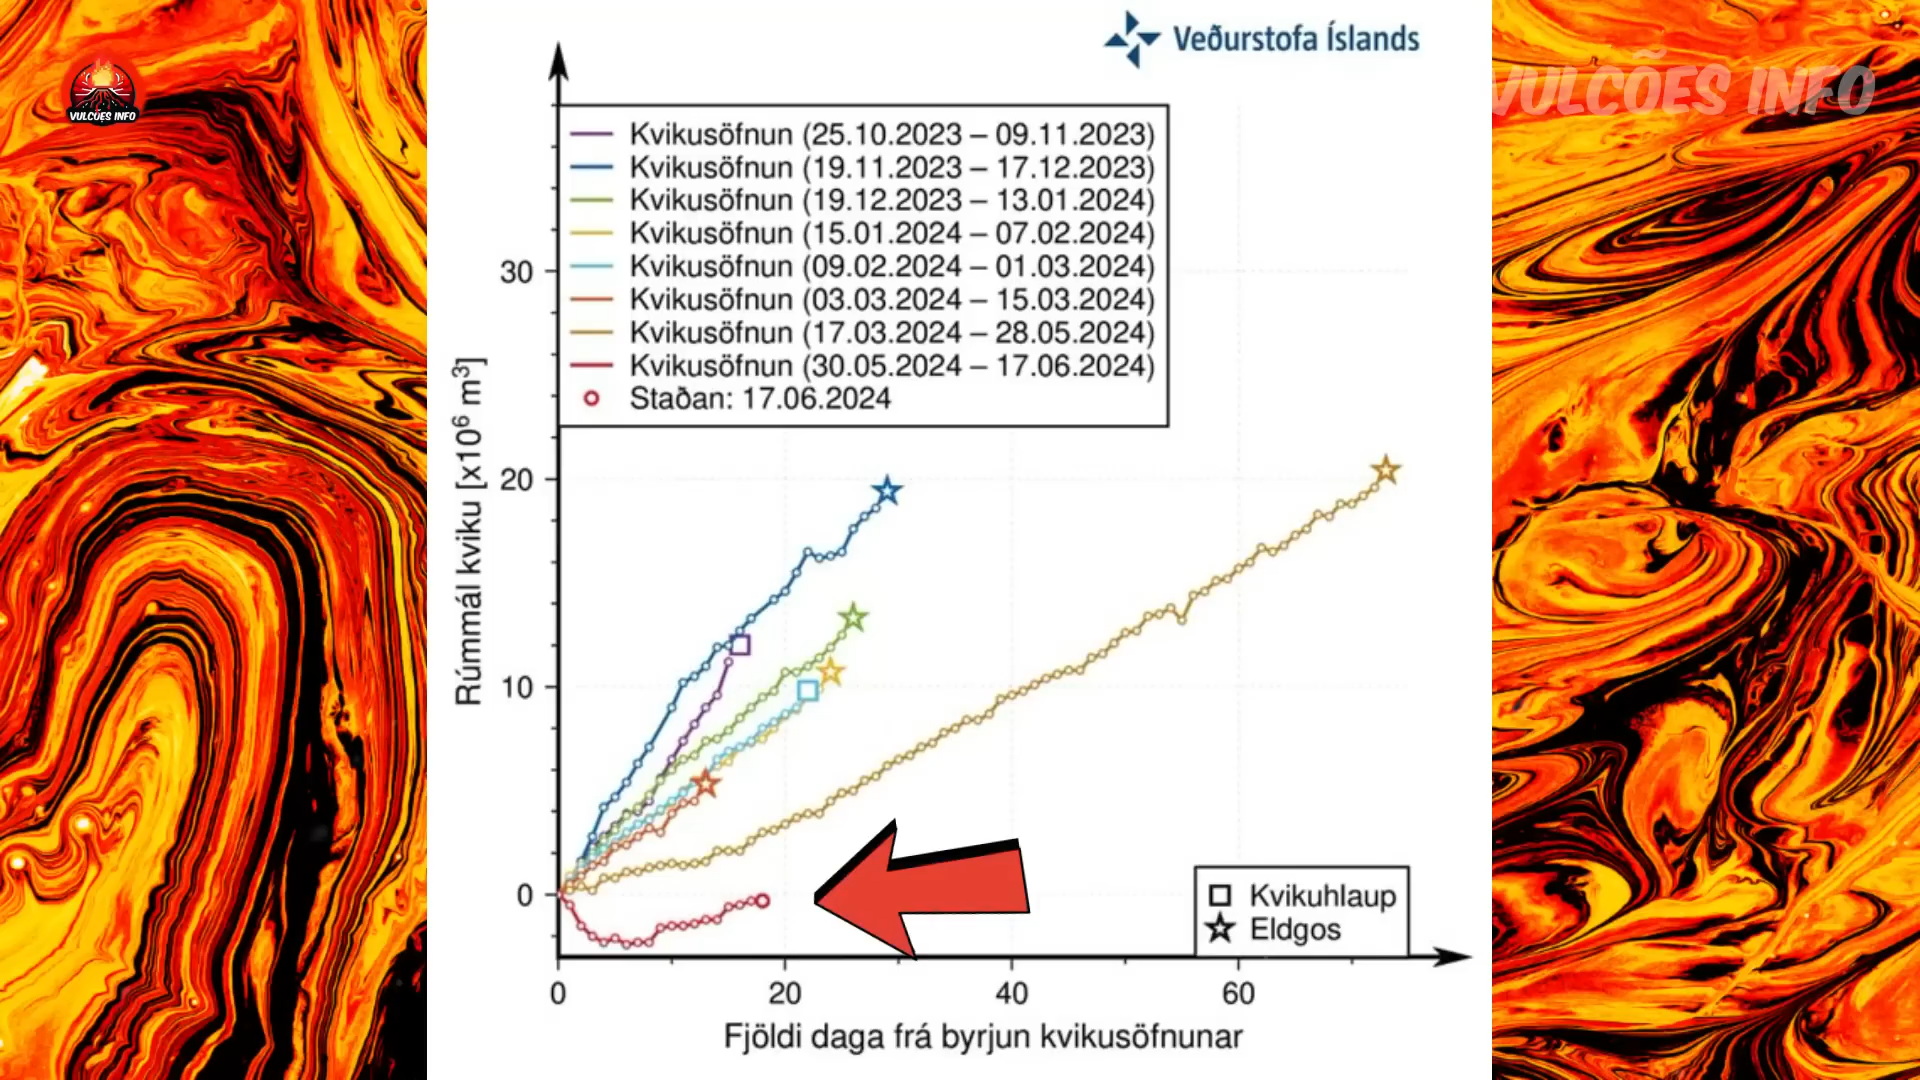 Veðurstofa Íslands
VULCÕES INFO
VULCÕES INFO
Kvikusöfnun (25.10.2023 – 09.11.2023)
Kvikusöfnun (19.11.2023 – 17.12.2023)
Kvikusöfnun (19.12.2023 – 13.01.2024)
Kvikusöfnun (15.01.2024 – 07.02.2024)
Kvikusöfnun (09.02.2024 – 01.03.2024)
Kvikusöfnun (03.03.2024 – 15.03.2024)
Kvikusöfnun (17.03.2024 – 28.05.2024)
Kvikusöfnun (30.05.2024 – 17.06.2024)
Staðan: 17.06.2024
Rúmmál kviku [x10⁶ m³]
30
20
10
0
Kvikuhlaup
Eldgos
0 20 40 60
Fjöldi daga frá byrjun kvikusöfnunar